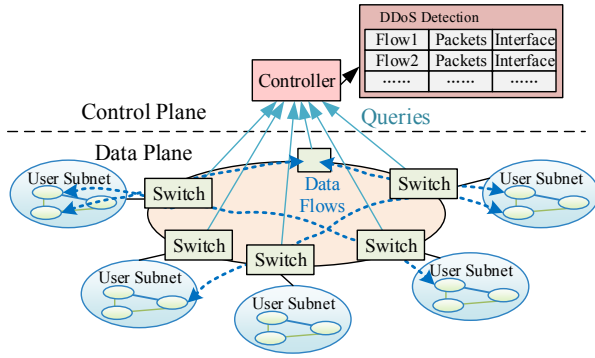 DDoS Detection
Flow1 Packets Interface
Flow2 Packets Interface
...... ...... ......
Controller
Control Plane
Queries
Data Plane
User Subnet
User Subnet
Switch
Data
Flows
Switch
Switch
Switch
Switch
User Subnet
User Subnet
User Subnet